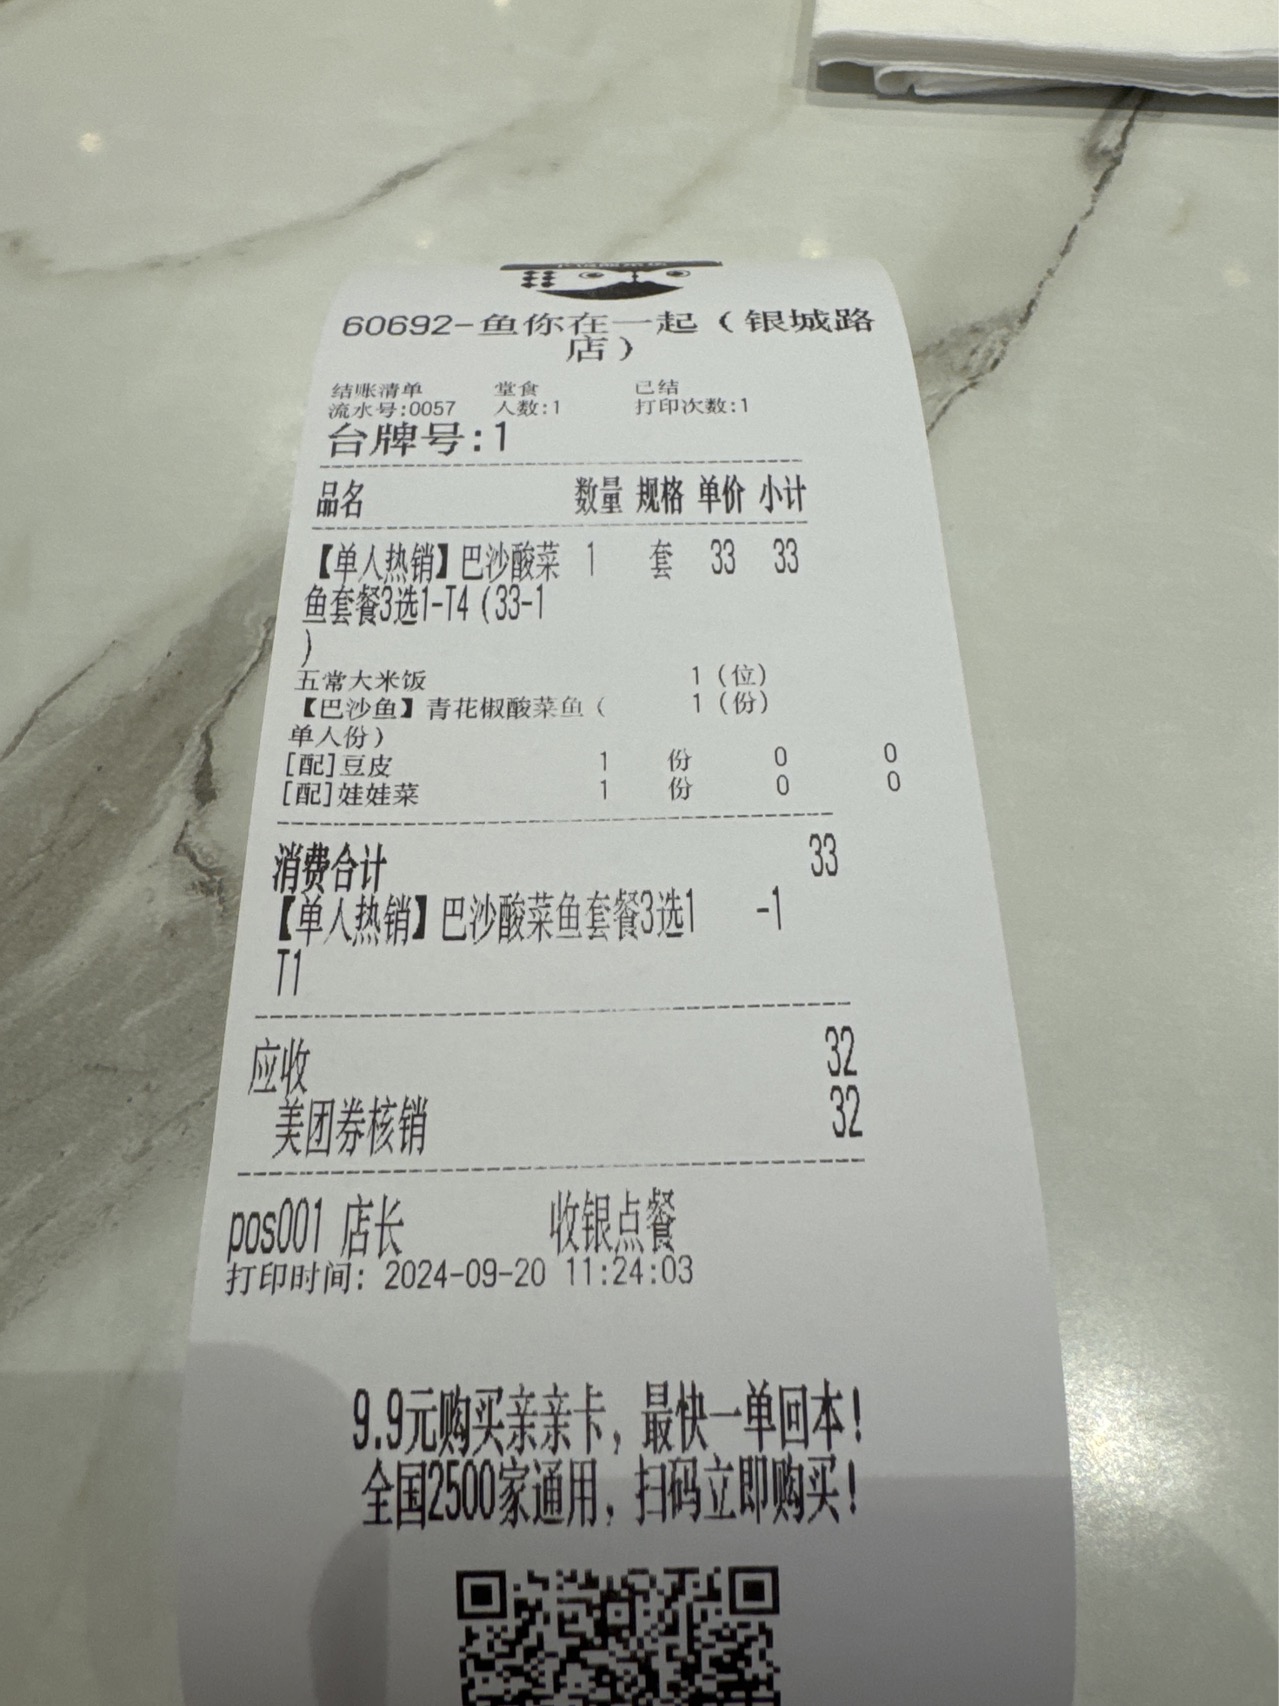 60692-鱼你在一起（银城路
店）
结账清单 堂食 已结
流水号:0057 人数:1 打印次数:1
台牌号:1
品名 数量 规格 单价 小计
【单人热销】巴沙酸菜 1 套 33 33
鱼套餐3选1-T4（33-1
）
五常大米饭 1（位）
【巴沙鱼】青花椒酸菜鱼（ 1（份）
单人份）
[配]豆皮 1 份 0 0
[配]娃娃菜 1 份 0 0
消费合计 33
【单人热销】巴沙酸菜鱼套餐3选1 -1
T1
应收 32
美团券核销 32
pos001 店长 收银点餐
打印时间: 2024-09-20 11:24:03
9.9元购买亲亲卡，最快一单回本！
全国2500家通用，扫码立即购买！